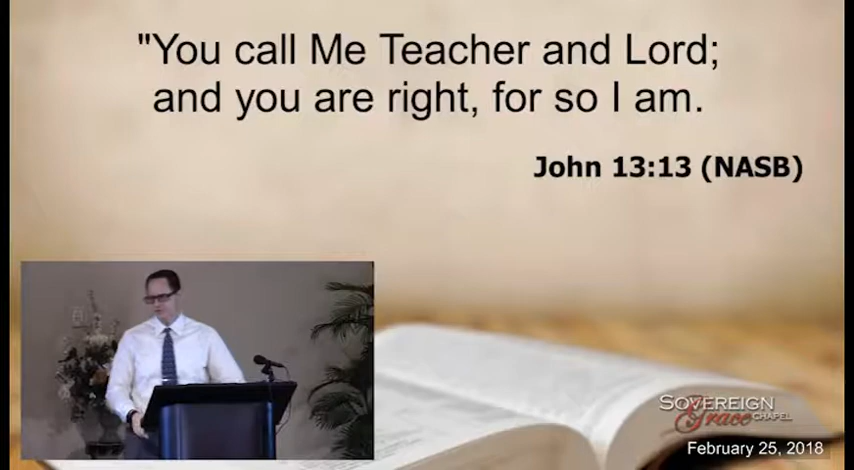 "You call Me Teacher and Lord;
and you are right, for so I am.
John 13:13 (NASB)
SOVEREIGN
Grace CHAPEL
February 25, 2018